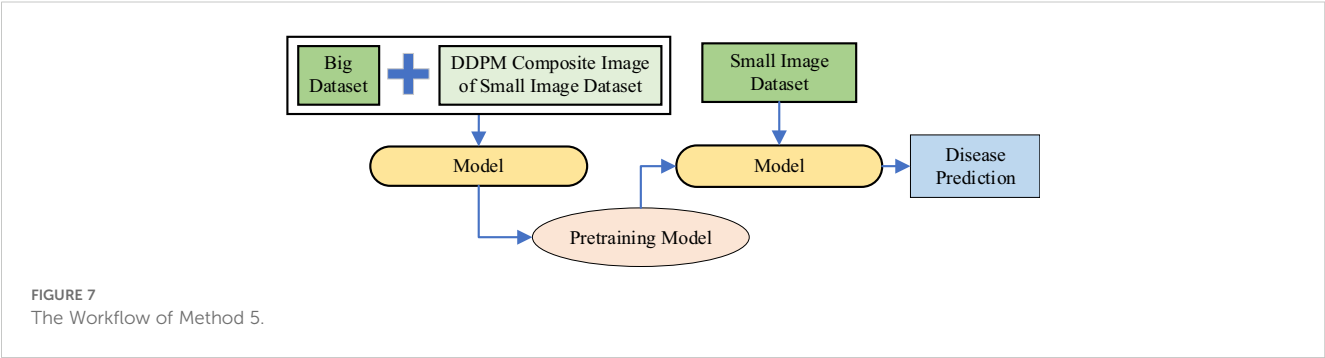 Big
Dataset
DDPM Composite Image
of Small Image Dataset
Small Image
Dataset
Model
Model
Disease
Prediction
Pretraining Model
FIGURE 7
The Workflow of Method 5.